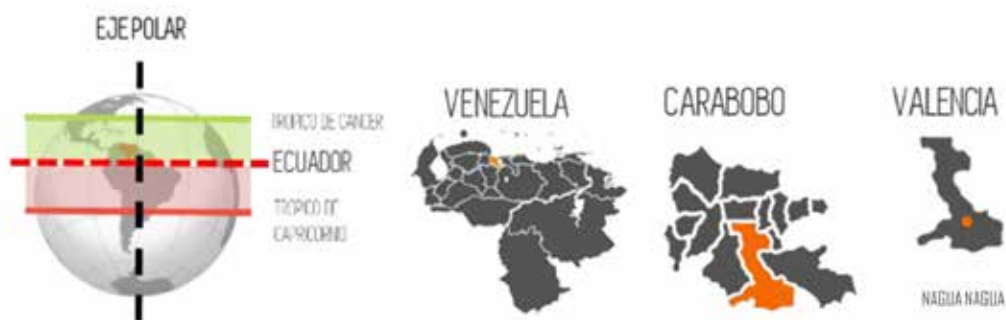 EJE POLAR
TROPICO DE CANCER
ECUADOR
TROPICO DE
CAPRICORNIO
VENEZUELA
CARABOBO
VALENCIA
NAGUA NAGUA